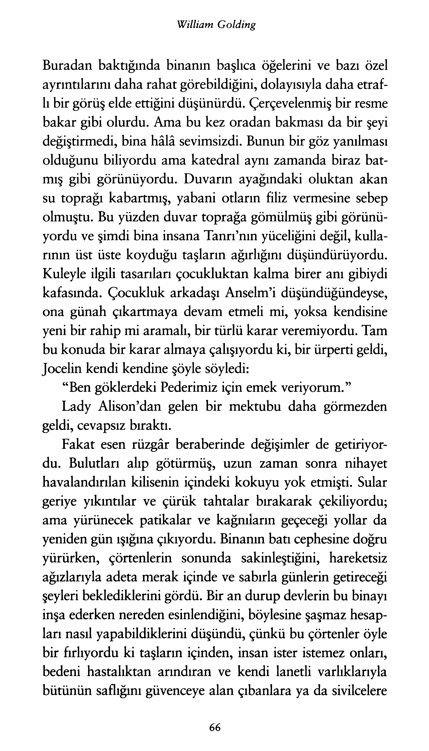 William Golding
Buradan baktığında binanın başlıca öğelerini ve bazı özel
ayrıntılarını daha rahat görebildiğini, dolayısıyla daha etraf-
lı bir görüş elde ettiğini düşünürdü. Çerçevelenmiş bir resme
bakar gibi olurdu. Ama bu kez oradan bakması da bir şeyi
değiştirmedi, bina hâlâ sevimsizdi. Bunun bir göz yanılması
olduğunu biliyordu ama katedral aynı zamanda biraz bat-
mış gibi görünüyordu. Duvarın ayağındaki oluktan akan
su toprağı kabartmış, yabani otların filiz vermesine sebep
olmuştu. Bu yüzden duvar toprağa gömülmüş gibi görünü-
yordu ve şimdi bina insana Tanrı’nın yüceliğini değil, kulla-
rının üst üste koyduğu taşların ağırlığını düşündürüyordu.
Kuleyle ilgili tasarıları çocukluktan kalma birer anı gibiydi
kafasında. Çocukluk arkadaşı Anselm’i düşündüğündeyse,
ona günah çıkartmaya devam etmeli mi, yoksa kendisine
yeni bir rahip mi aramalı, bir türlü karar veremiyordu. Tam
bu konuda bir karar almaya çalışıyordu ki, bir ürperti geldi,
Jocelin kendi kendine şöyle söyledi:
“Ben göklerdeki Pederimiz için emek veriyorum.”
Lady Alison’dan gelen bir mektubu daha görmezden
geldi, cevapsız bıraktı.
Fakat esen rüzgâr beraberinde değişimler de getiriyor-
du. Bulutları alıp götürmüş, uzun zaman sonra nihayet
havalandırılan kilisenin içindeki kokuyu yok etmişti. Sular
geriye yıkıntılar ve çürük tahtalar bırakarak çekiliyordu;
ama yürünecek patikalar ve kağnıların geçeceği yollar da
yeniden gün ışığına çıkıyordu. Binanın batı cephesine doğru
yürürken, çörtenlerin sonunda sakinleştiğini, hareketsiz
ağızlarıyla adeta merak içinde ve sabırla günlerin getireceği
şeyleri beklediklerini gördü. Bir an durup devlerin bu binayı
inşa ederken nereden esinlendiğini, böylesine şaşmaz hesap-
ları nasıl yapabildiklerini düşündü, çünkü bu çörtenler öyle
bir fırlıyordu ki taşların içinden, insan ister istemez onları,
bedeni hastalıktan arındıran ve kendi lanetli varlıklarıyla
bütünün saflığını güvenceye alan çıbanlara ya da sivilcelere
66